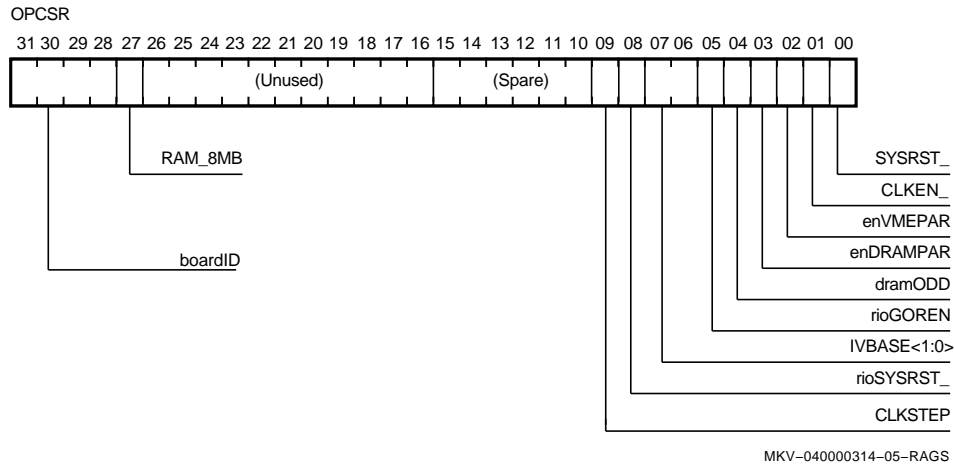 OPCSR
31 30 29 28 27 26 25 24 23 22 21 20 19 18 17 16 15 14 13 12 11 10 09 08 07 06 05 04 03 02 01 00
(Unused) (Spare)
RAM_8MB
SYSRST_
CLKEN_
enVMEPAR
boardID
enDRAMPAR
dramODD
rioGOREN
IVBASE<1:0>
rioSYSRST_
CLKSTEP
MKV−040000314−05−RAGS